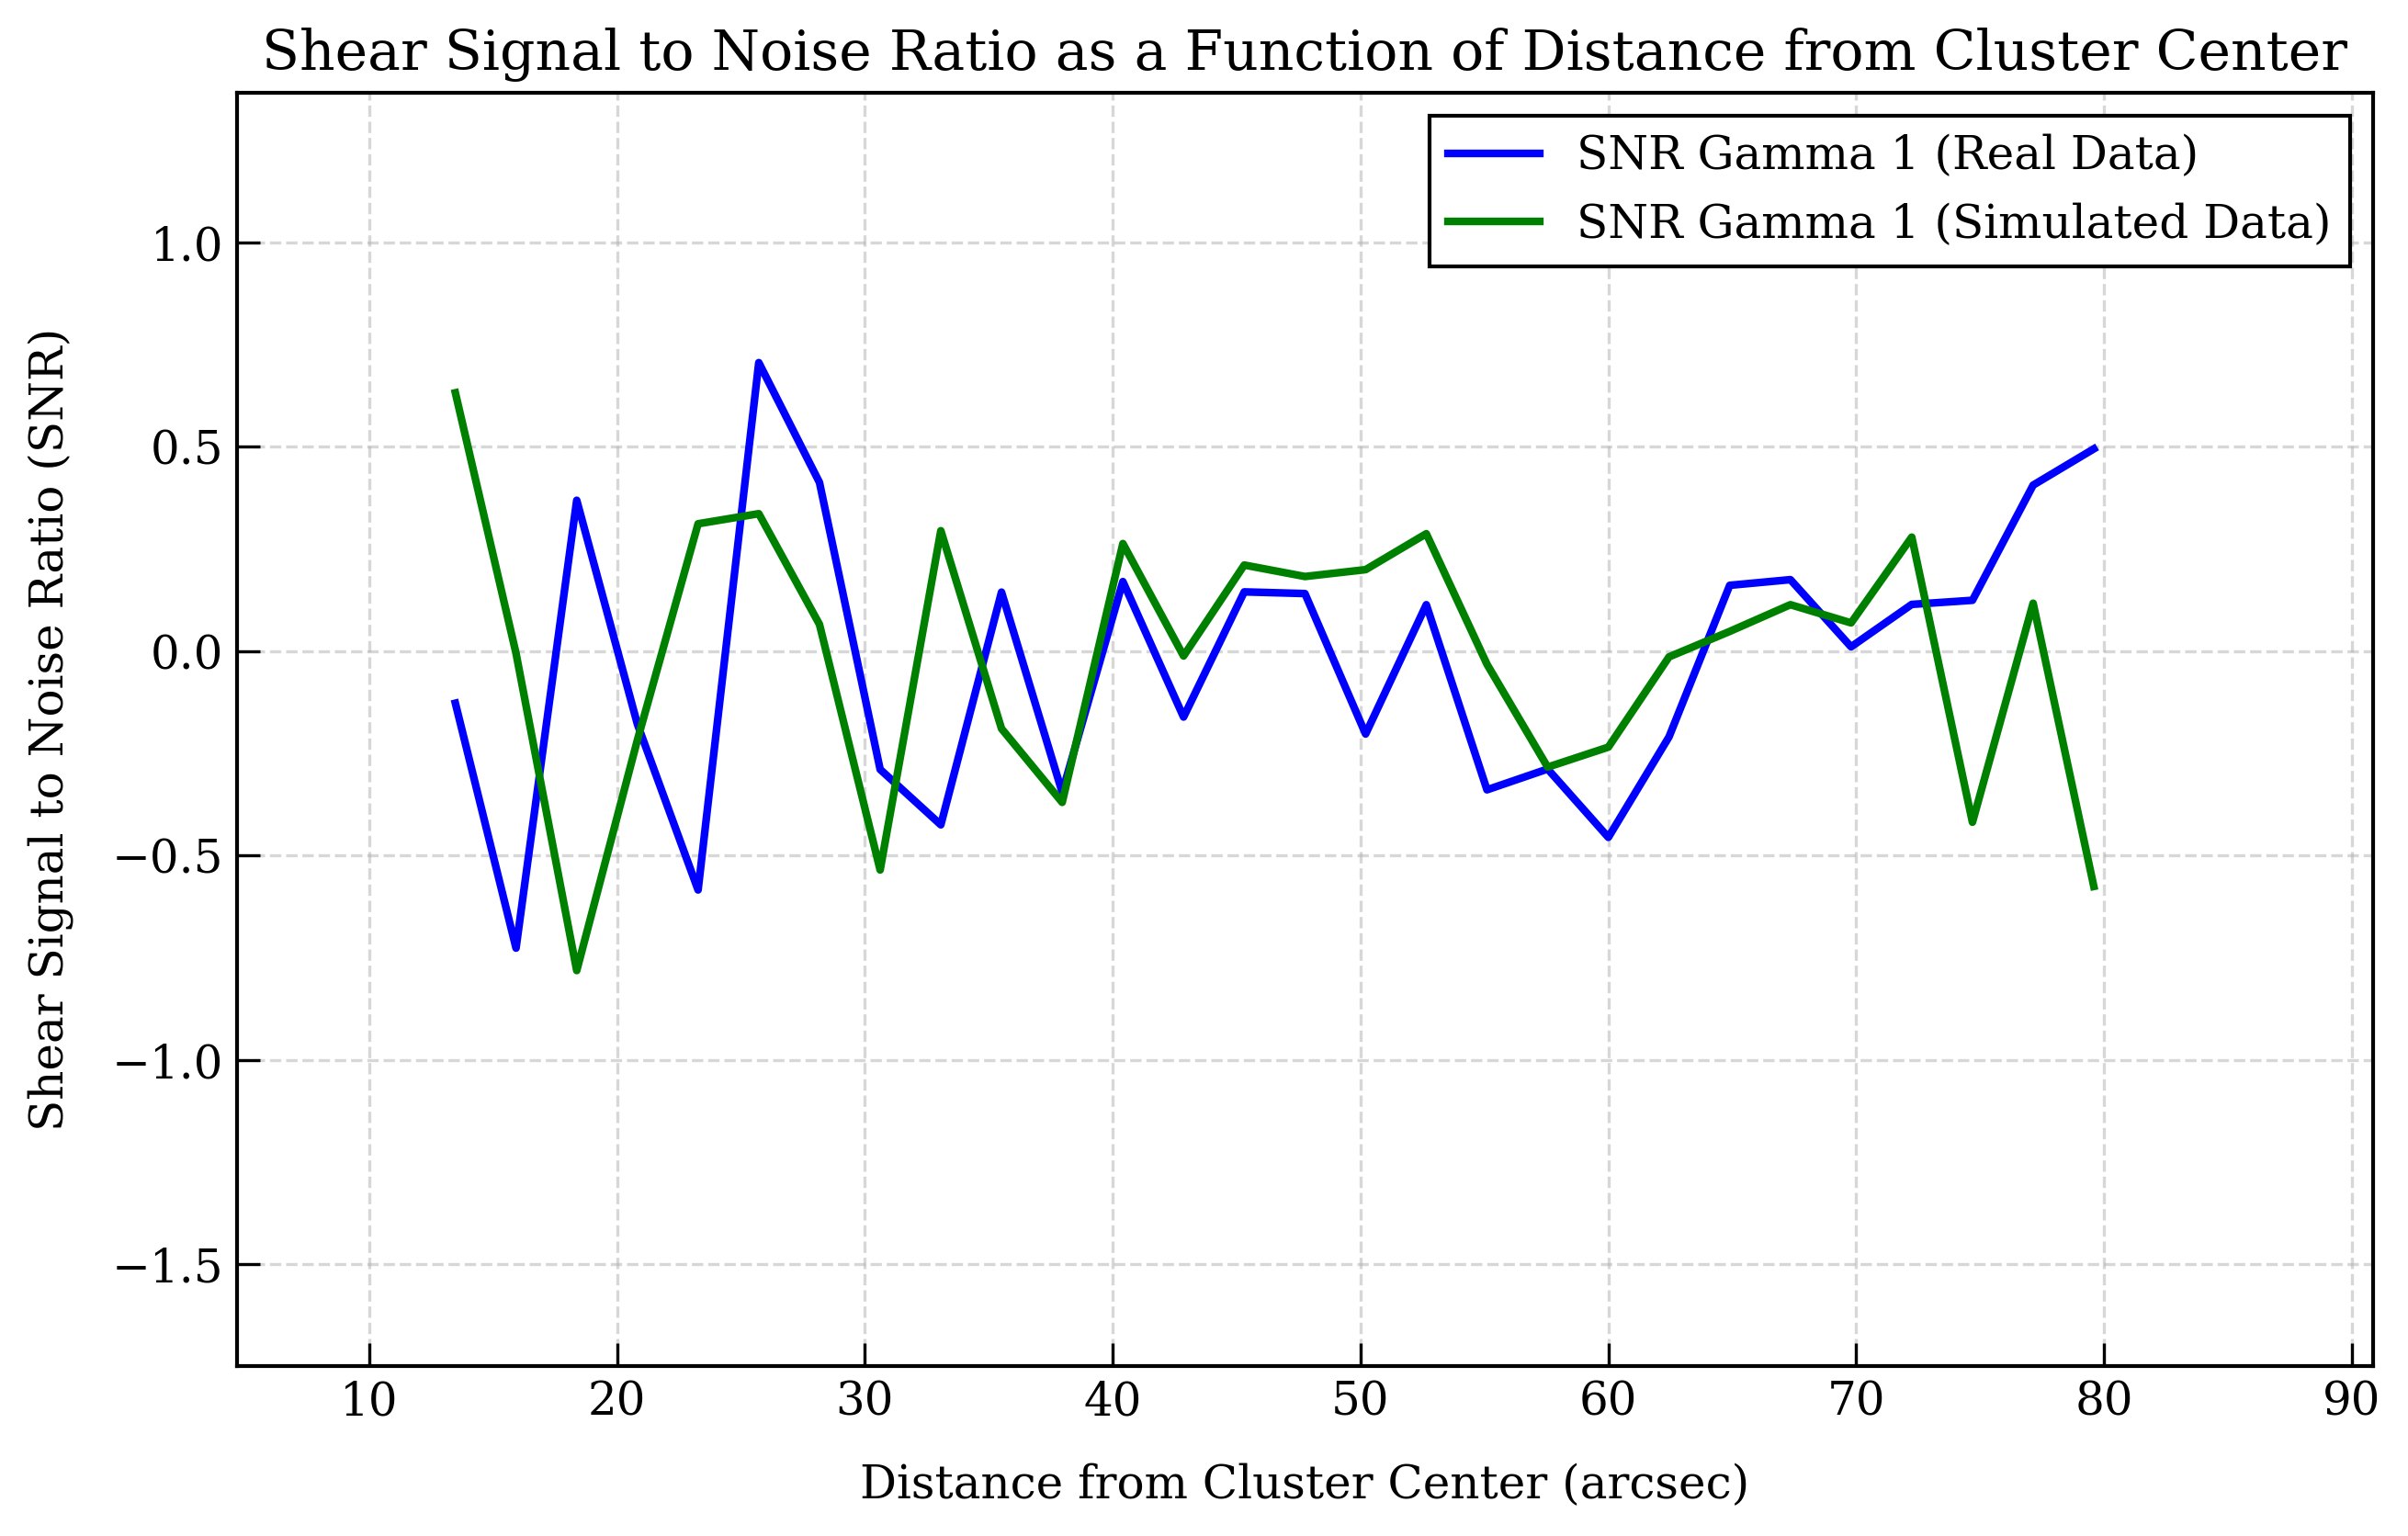 Shear Signal to Noise Ratio as a Function of Distance from Cluster Center
SNR Gamma 1 (Real Data)
SNR Gamma 1 (Simulated Data)
Shear Signal to Noise Ratio (SNR)
1.0
0.5
0.0
−0.5
−1.0
−1.5
10 20 30 40 50 60 70 80 90
Distance from Cluster Center (arcsec)